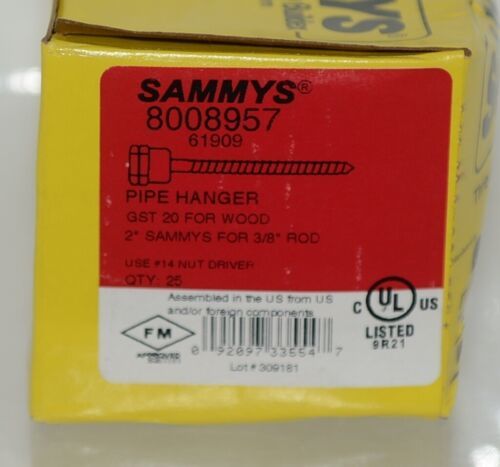 SAMMYS®
8008957
61909
PIPE HANGER
GST 20 FOR WOOD
2" SAMMYS FOR 3/8" ROD
USE #14 NUT DRIVER
QTY: 25
Assembled in the US from US
and/or foreign components
FM
APPROVED
0 92097 33554 7
Lot # 309181
C UL US
LISTED
9R21